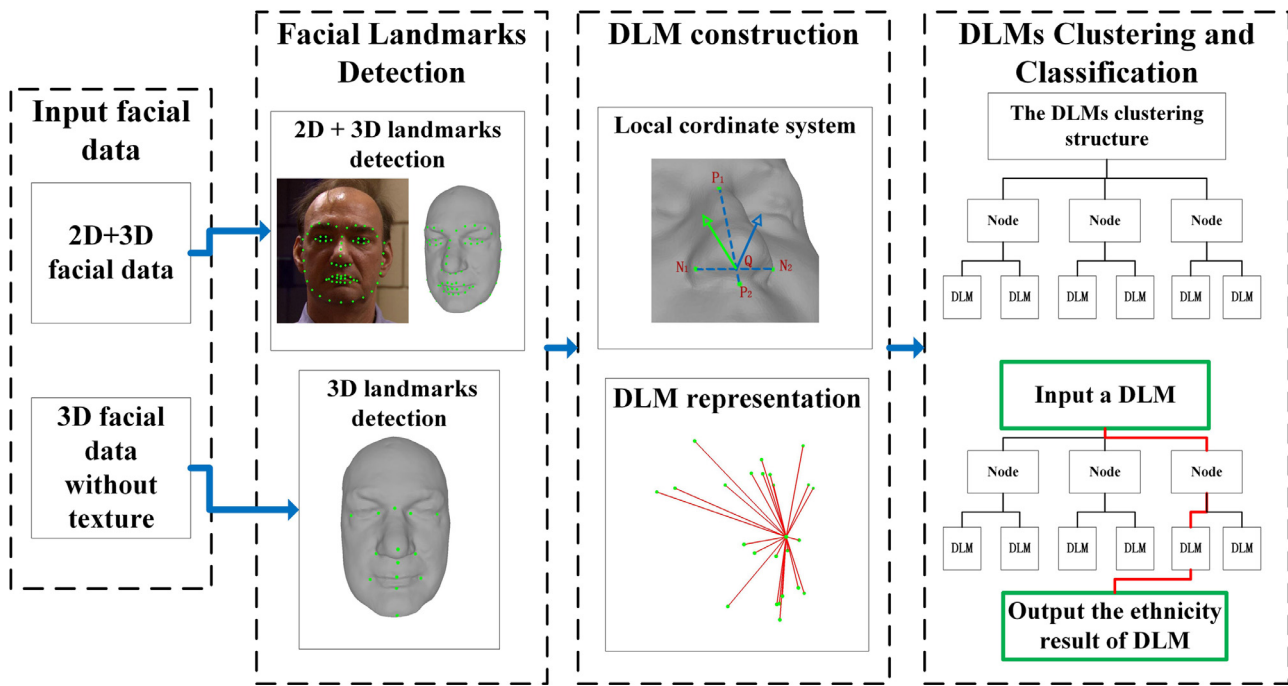 Input facial
data
2D+3D
facial data
3D facial
data
without
texture
Facial Landmarks
Detection
2D + 3D landmarks
detection
3D landmarks
detection
DLM construction
Local cordinate system
P1
N1
Q
N2
P2
DLM representation
DLMs Clustering and
Classification
The DLMs clustering
structure
Node
Node
Node
DLM
DLM
DLM
DLM
DLM
DLM
Input a DLM
Node
Node
Node
DLM
DLM
DLM
DLM
DLM
DLM
Output the ethnicity
result of DLM